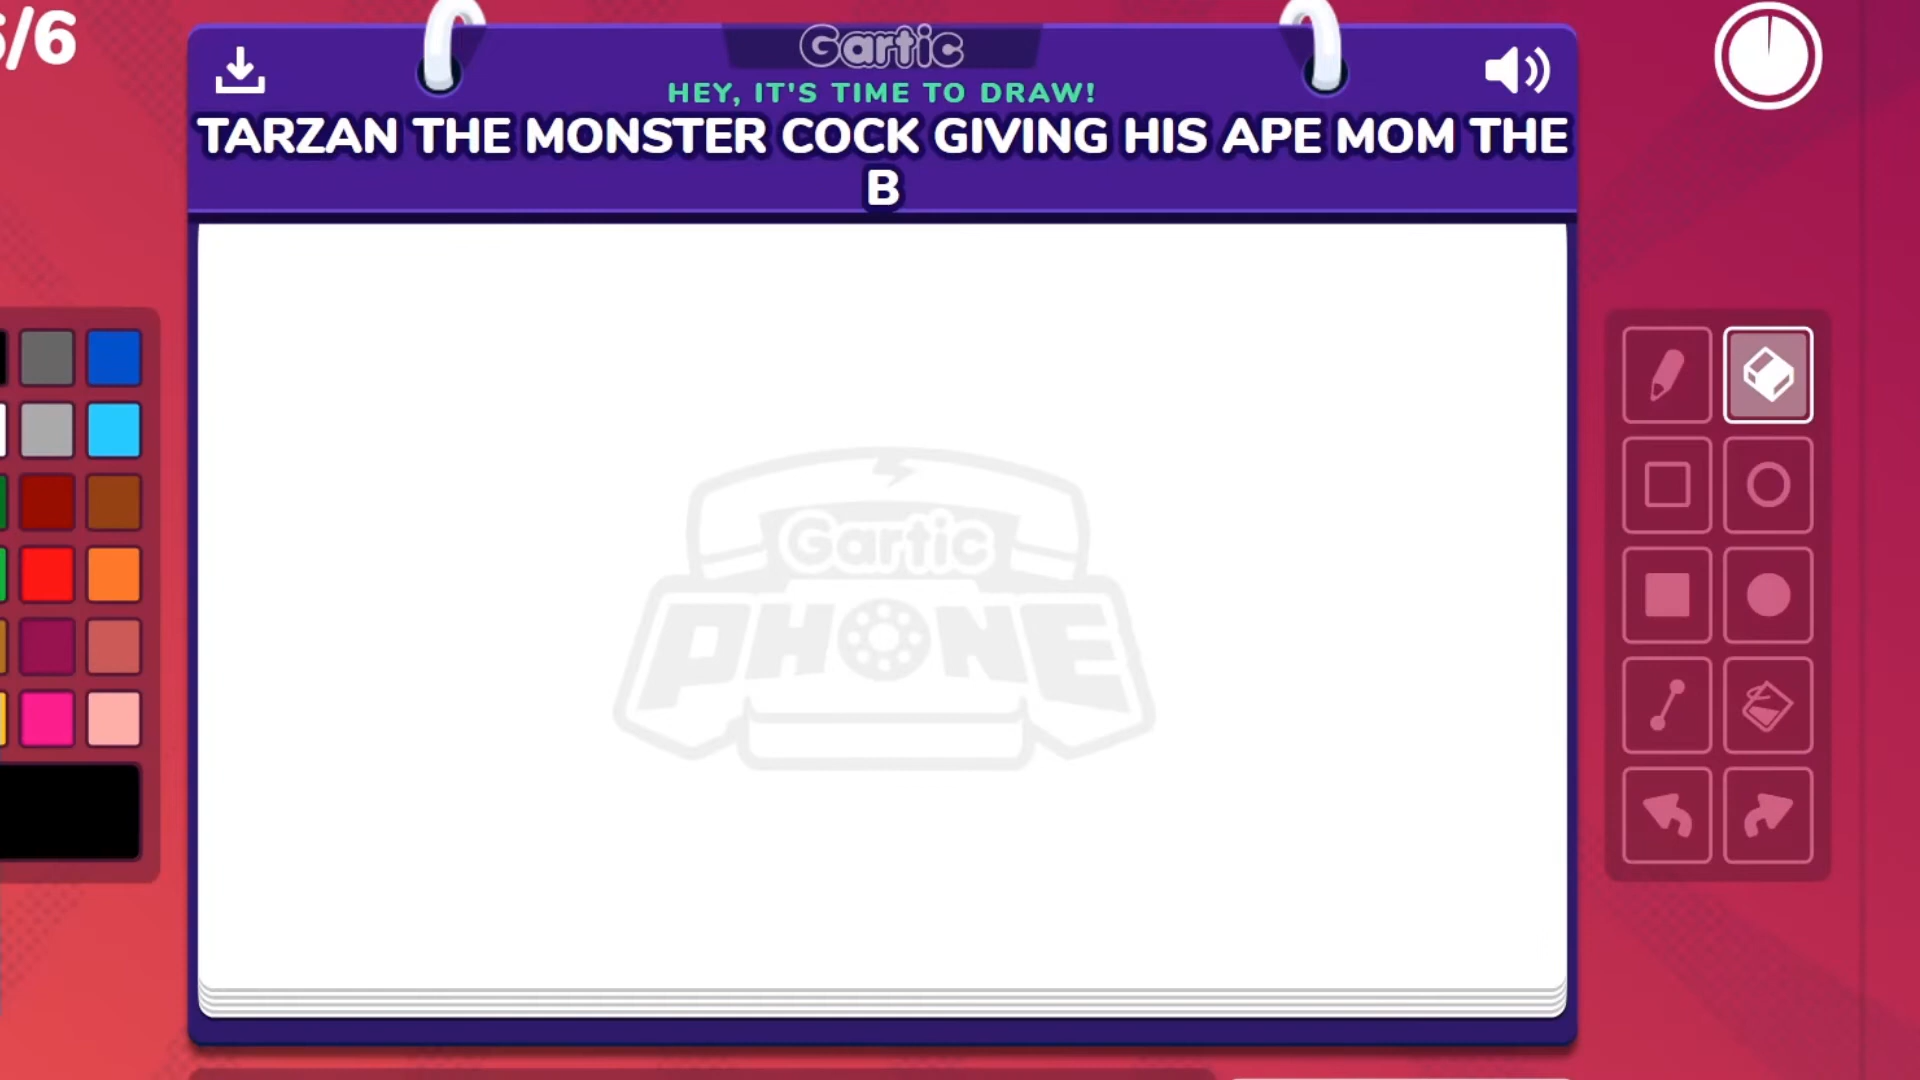 /6
Gartic
HEY, IT'S TIME TO DRAW!
TARZAN THE MONSTER COCK GIVING HIS APE MOM THE
B
Gartic
PHONE